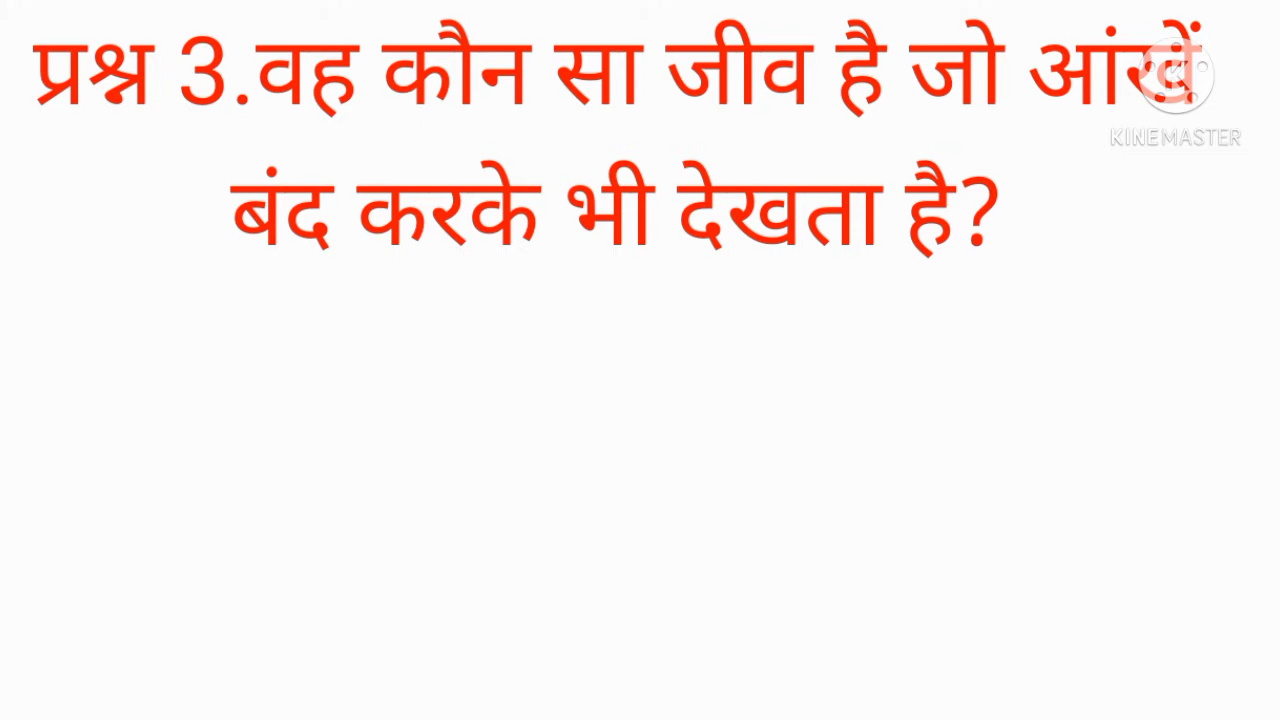 प्रश्न 3.वह कौन सा जीव है जो आंखें
KINEMASTER
बंद करके भी देखता है?